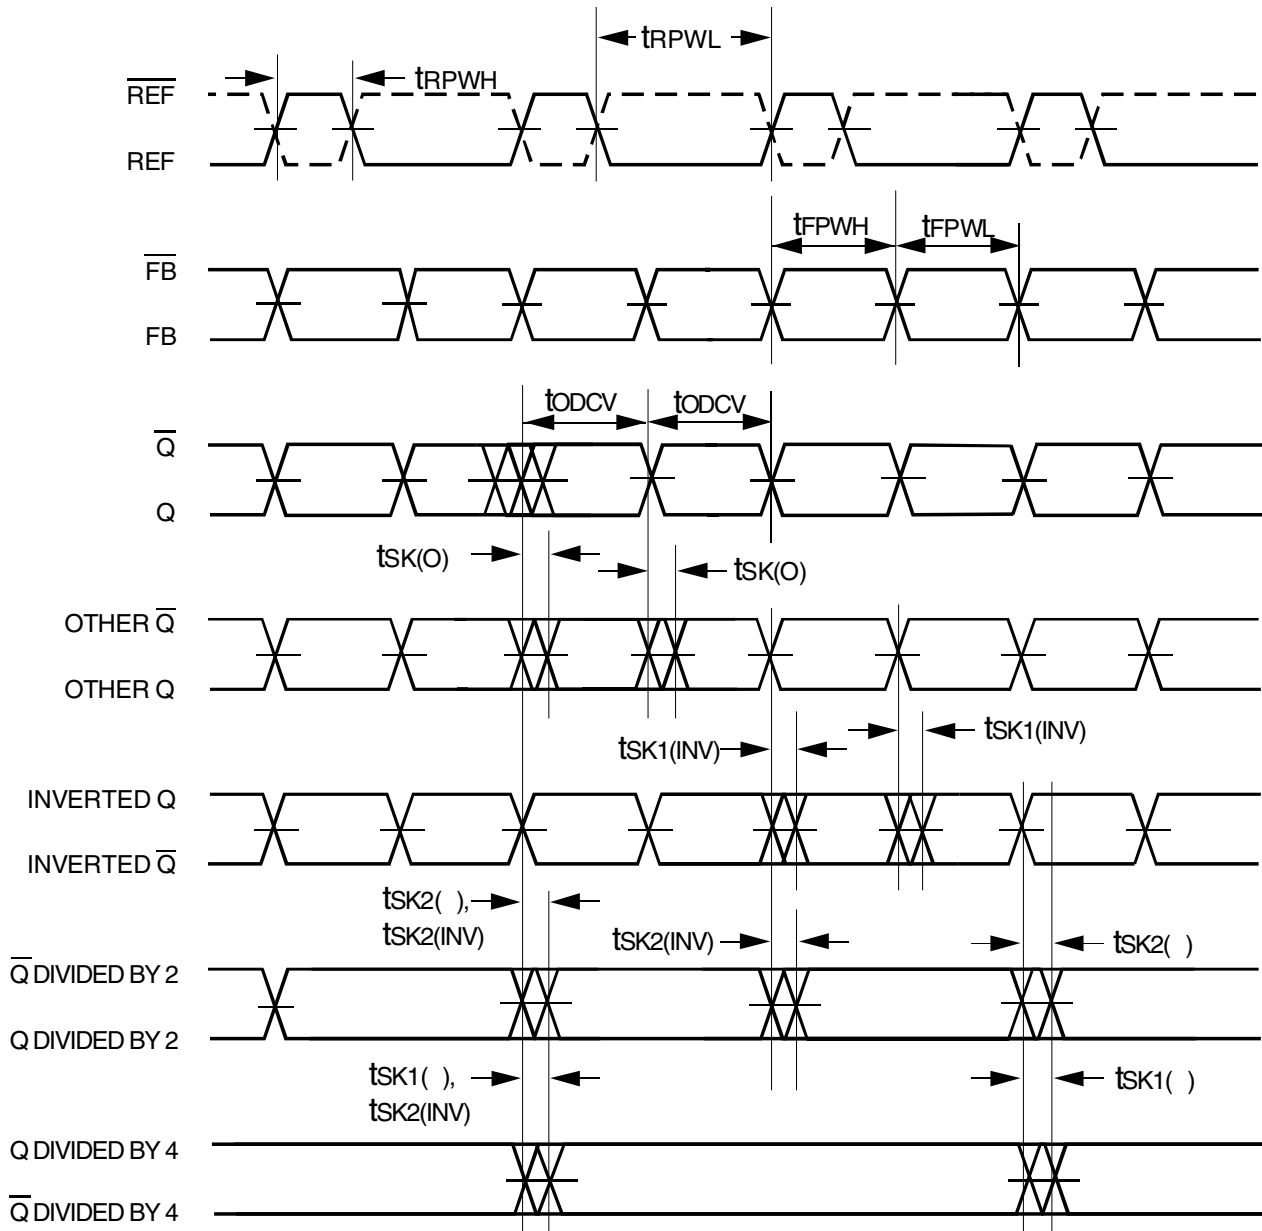 tRPWL
tRPWH
R̅E̅F̅
REF
tFPWH
tFPWL
F̅B̅
FB
tODCV
tODCV
Q̅
Q
tSK(O)
tSK(O)
OTHER Q̅
OTHER Q
tSK1(INV)
tSK1(INV)
INVERTED Q
INVERTED Q̅
tSK2( ),
tSK2(INV)
tSK2(INV)
tSK2( )
Q̅ DIVIDED BY 2
Q DIVIDED BY 2
tSK1( ),
tSK2(INV)
tSK1( )
Q DIVIDED BY 4
Q̅ DIVIDED BY 4